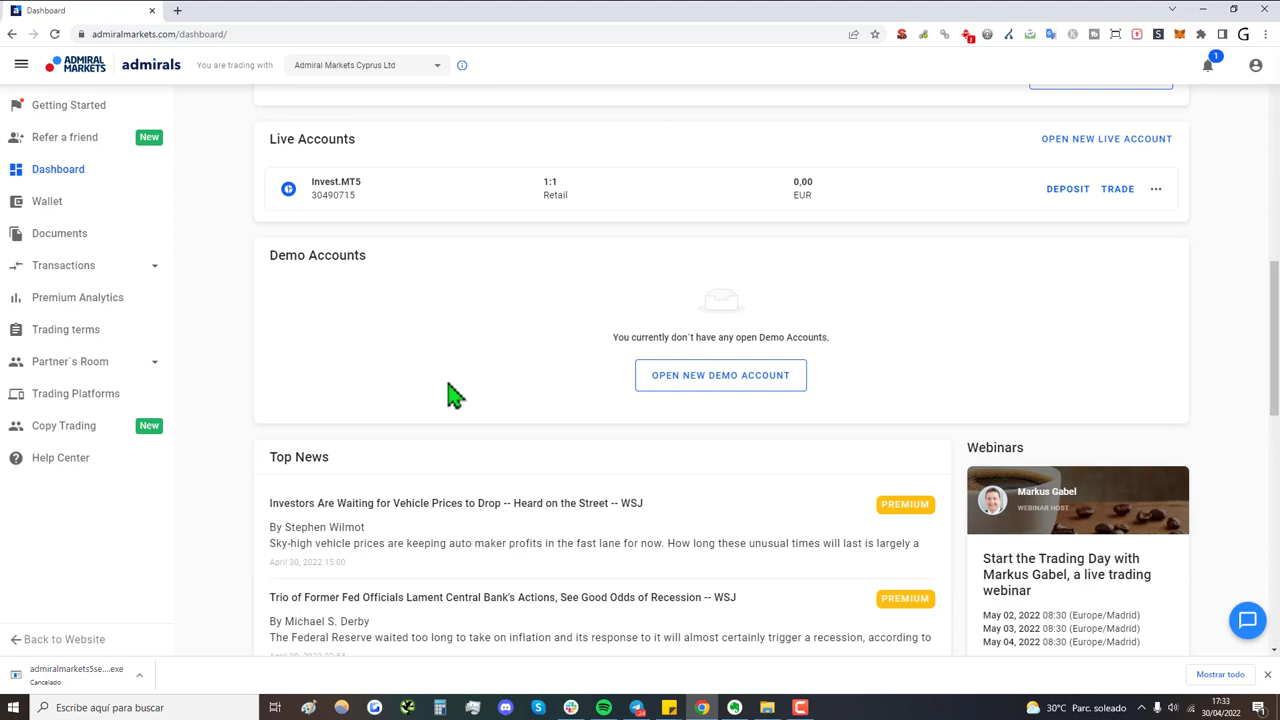 Dashboard
admiralmarkets.com/dashboard/
ADMIRAL MARKETS
admirals
You are trading with
Admiral Markets Cyprus Ltd
1
Getting Started
Refer a friend
New
Dashboard
Wallet
Documents
Transactions
Premium Analytics
Trading terms
Partner´s Room
Trading Platforms
Copy Trading
New
Help Center
Back to Website
Live Accounts
OPEN NEW LIVE ACCOUNT
Invest.MT5
30490715
1:1
Retail
0,00
EUR
DEPOSIT
TRADE
Demo Accounts
You currently don`t have any open Demo Accounts.
OPEN NEW DEMO ACCOUNT
Top News
Investors Are Waiting for Vehicle Prices to Drop -- Heard on the Street -- WSJ
PREMIUM
By Stephen Wilmot
Sky-high vehicle prices are keeping auto maker profits in the fast lane for now. How long these unusual times will last is largely a
April 30, 2022 15:00
Trio of Former Fed Officials Lament Central Bank's Actions, See Good Odds of Recession -- WSJ
PREMIUM
By Michael S. Derby
The Federal Reserve waited too long to take on inflation and its response to it will almost certainly trigger a recession, according to
Webinars
Markus Gabel
WEBINAR HOST
Start the Trading Day with
Markus Gabel, a live trading
webinar
May 02, 2022 08:30 (Europe/Madrid)
May 03, 2022 08:30 (Europe/Madrid)
May 04, 2022 08:30 (Europe/Madrid)
admiralmarkets5se....exe
Cancelado
Mostrar todo
Escribe aquí para buscar
30°C Parc. soleado
17:33
30/04/2022